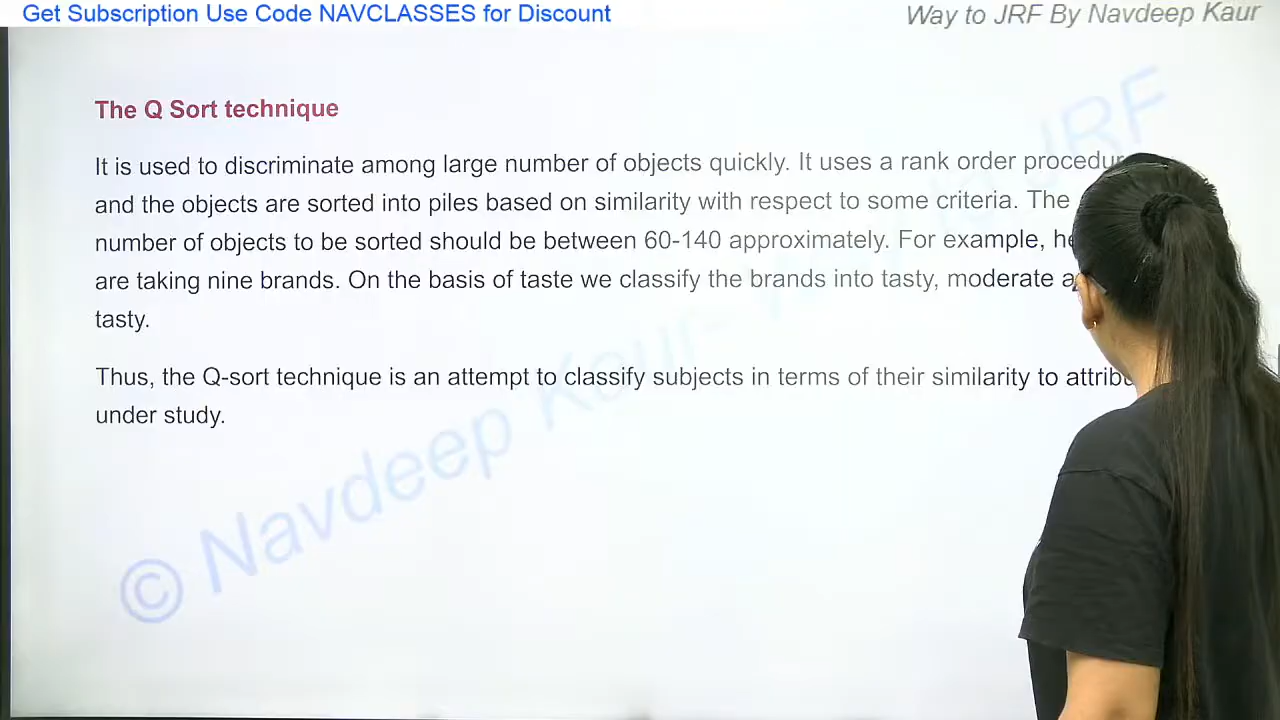 Get Subscription Use Code NAVCLASSES for Discount
Way to JRF By Navdeep Kaur
The Q Sort technique
It is used to discriminate among large number of objects quickly. It uses a rank order
and the objects are sorted into piles based on similarity with respect to some criteria. The
number of objects to be sorted should be between 60-140 approximately. For example,
are taking nine brands. On the basis of taste we classify the brands into tasty, moderate
tasty.
Thus, the Q-sort technique is an attempt to classify subjects in terms of their similarity to
under study.
© Navdeep Kaur- Way to JRF